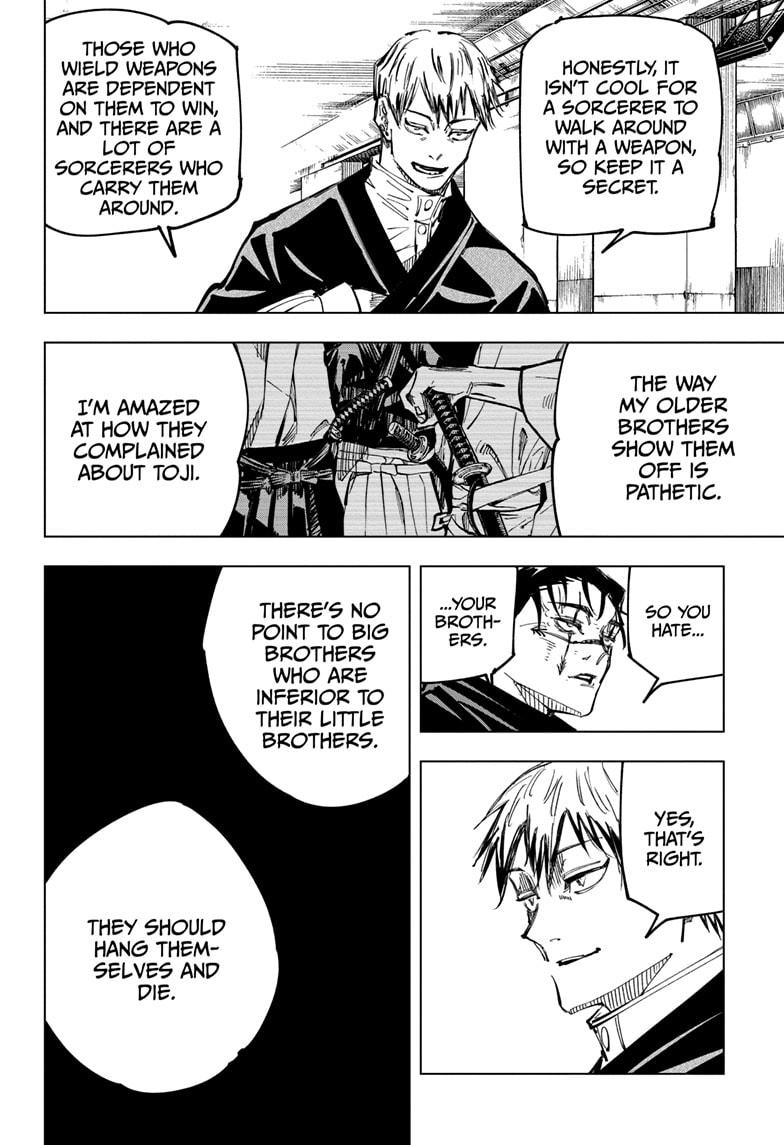 HONESTLY, IT
ISN'T COOL FOR
A SORCERER TO
WALK AROUND
WITH A WEAPON,
SO KEEP IT A
SECRET.
THOSE WHO
WIELD WEAPONS
ARE DEPENDENT
ON THEM TO WIN,
AND THERE ARE A
LOT OF
SORCERERS WHO
CARRY THEM
AROUND.
THE WAY
MY OLDER
BROTHERS
SHOW THEM
OFF IS
PATHETIC.
I'M AMAZED
AT HOW THEY
COMPLAINED
ABOUT TOJI.
SO YOU
HATE...
...YOUR
BROTH-
ERS.
YES,
THAT'S
RIGHT.
THERE'S NO
POINT TO BIG
BROTHERS
WHO ARE
INFERIOR TO
THEIR LITTLE
BROTHERS.
THEY SHOULD
HANG THEM-
SELVES AND
DIE.